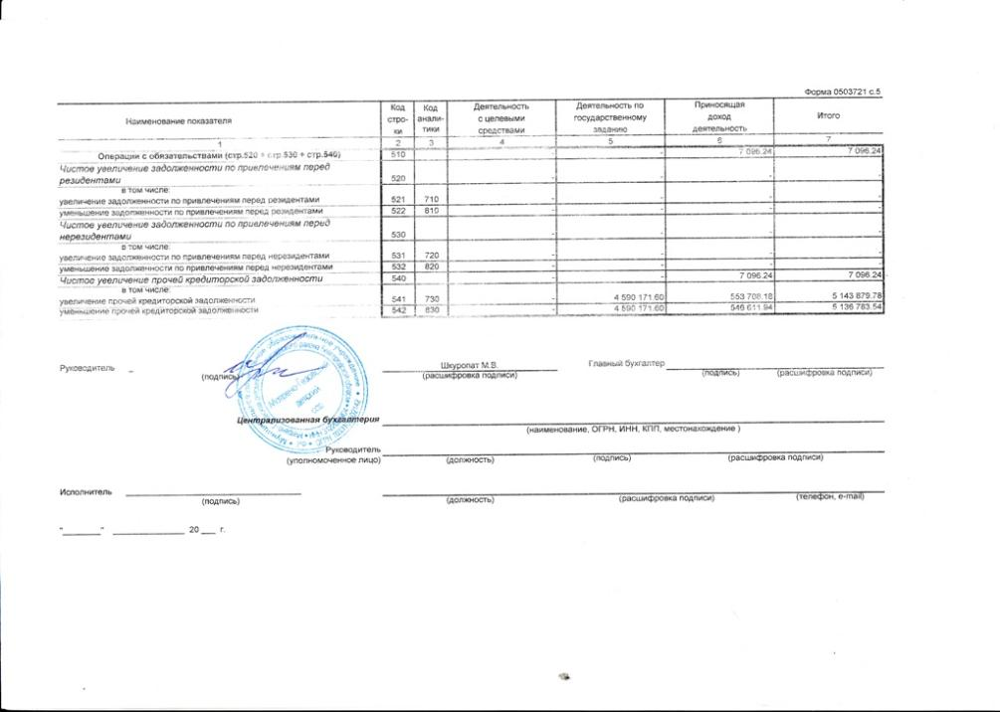 Форма 0503721 с.5
Наименование показателя Код стро- ки Код анали- тики Деятельность с целевыми средствами Деятельность по государственному заданию Приносящая доход деятельность Итого
1 2 3 4 5 6 7
Операции с обязательствами (стр.520 + стр.530 + стр.540) 510 - - 7 096.24 7 096.24
Чистое увеличение задолженности по привлечениям перед
резидентами 520 - - - -
в том числе:
увеличение задолженности по привлечениям перед резидентами 521 710 - - - -
уменьшение задолженности по привлечениям перед резидентами 522 810 - - - -
Чистое увеличение задолженности по привлечениям перед
нерезидентами 530 - - - -
в том числе:
увеличение задолженности по привлечениям перед нерезидентами 531 720 - - - -
уменьшение задолженности по привлечениям перед нерезидентами 532 820 - - - -
Чистое увеличение прочей кредиторской задолженности 540 - - 7 096.24 7 096.24
в том числе:
увеличение прочей кредиторской задолженности 541 730 - 4 590 171.60 553 708.18 5 143 879.78
уменьшение прочей кредиторской задолженности 542 830 - 4 590 171.60 546 611.94 5 136 783.54
Руководитель Шкуропат М.В. Главный бухгалтер
(подпись) (расшифровка подписи) (подпись) (расшифровка подписи)
Централизованная бухгалтерия
(наименование, ОГРН, ИНН, КПП, местонахождение )
Руководитель
(уполномоченное лицо) (должность) (подпись) (расшифровка подписи)
Исполнитель
(подпись) (должность) (расшифровка подписи) (телефон, e-mail)
"______" __________ 20 ___ г.